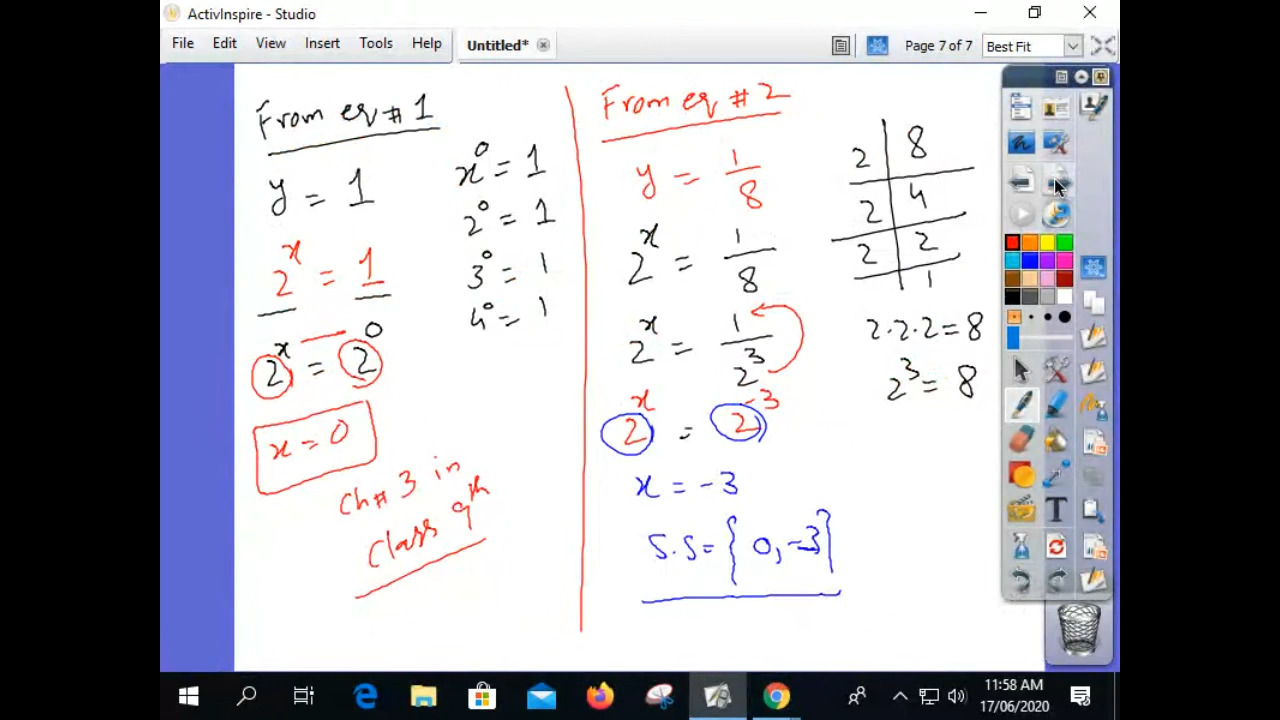 ActivInspire - Studio
File Edit View Insert Tools Help Untitled* Page 7 of 7 Best Fit
From eq # 1
y = 1
2^x = 1
2^x = 2^0
x = 0
x^0 = 1
2^0 = 1
3^0 = 1
4^0 = 1
Ch # 3 in
class 9th
From eq # 2
y = 1/8
2^x = 1/8
2^x = 1/2^3
2^x = 2^-3
x = -3
S.S = { 0, -3 }
2 | 8
2 | 4
2 | 2
1
2.2.2 = 8
2^3 = 8
11:58 AM
17/06/2020